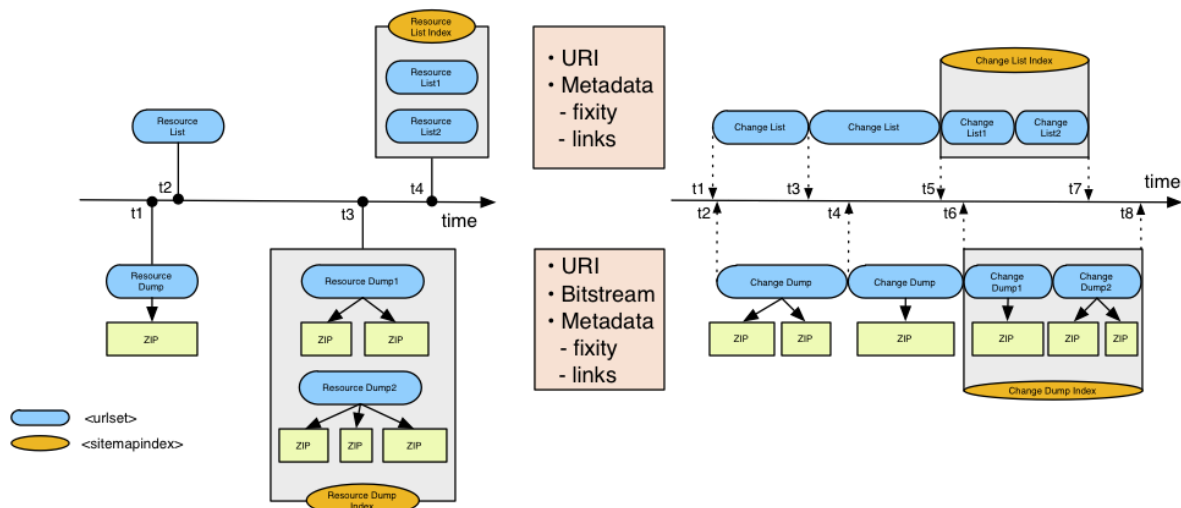 Resource
List Index
Resource
List1
Resource
List2
Resource
List
t1
t2
t3
t4
time
Resource
Dump
ZIP
Resource Dump1
ZIP
ZIP
Resource Dump2
ZIP
ZIP
ZIP
Resource Dump
Index
<urlset>
<sitemapindex>
• URI
• Metadata
- fixity
- links
• URI
• Bitstream
• Metadata
- fixity
- links
Change List Index
Change List
Change List
Change
List1
Change
List2
t1
t3
t5
t7
time
t2
t4
t6
t8
Change Dump
Change Dump
Change
Dump1
Change
Dump2
ZIP
ZIP
ZIP
ZIP
ZIP
ZIP
Change Dump Index